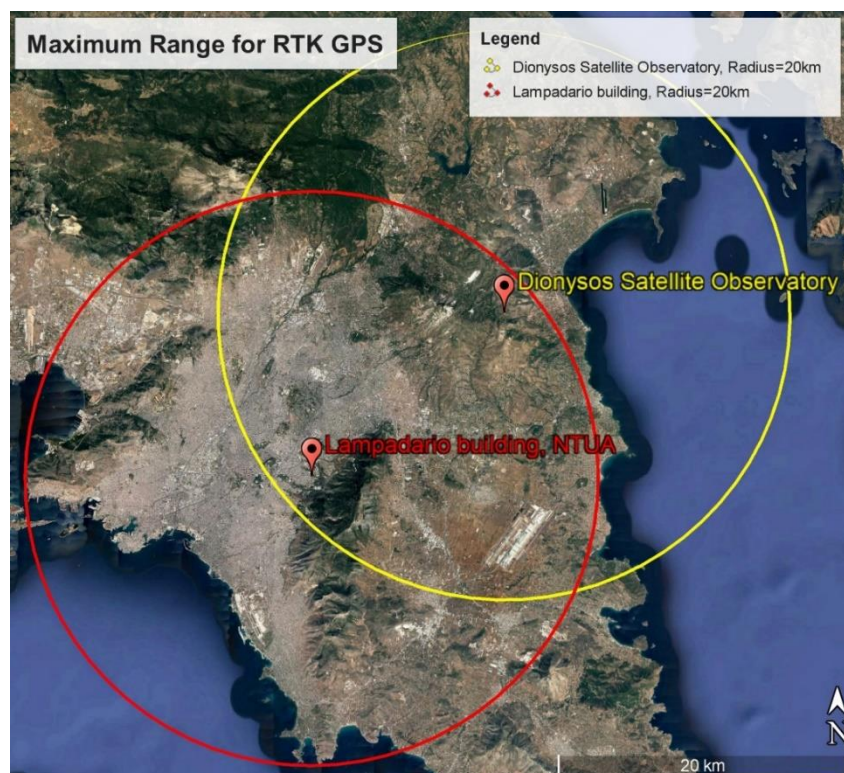 Maximum Range for RTK GPS
Legend
Dionysos Satellite Observatory, Radius=20km
Lampadario building, Radius=20km
Dionysos Satellite Observatory
Lampadario building, NTUA
N
20 km